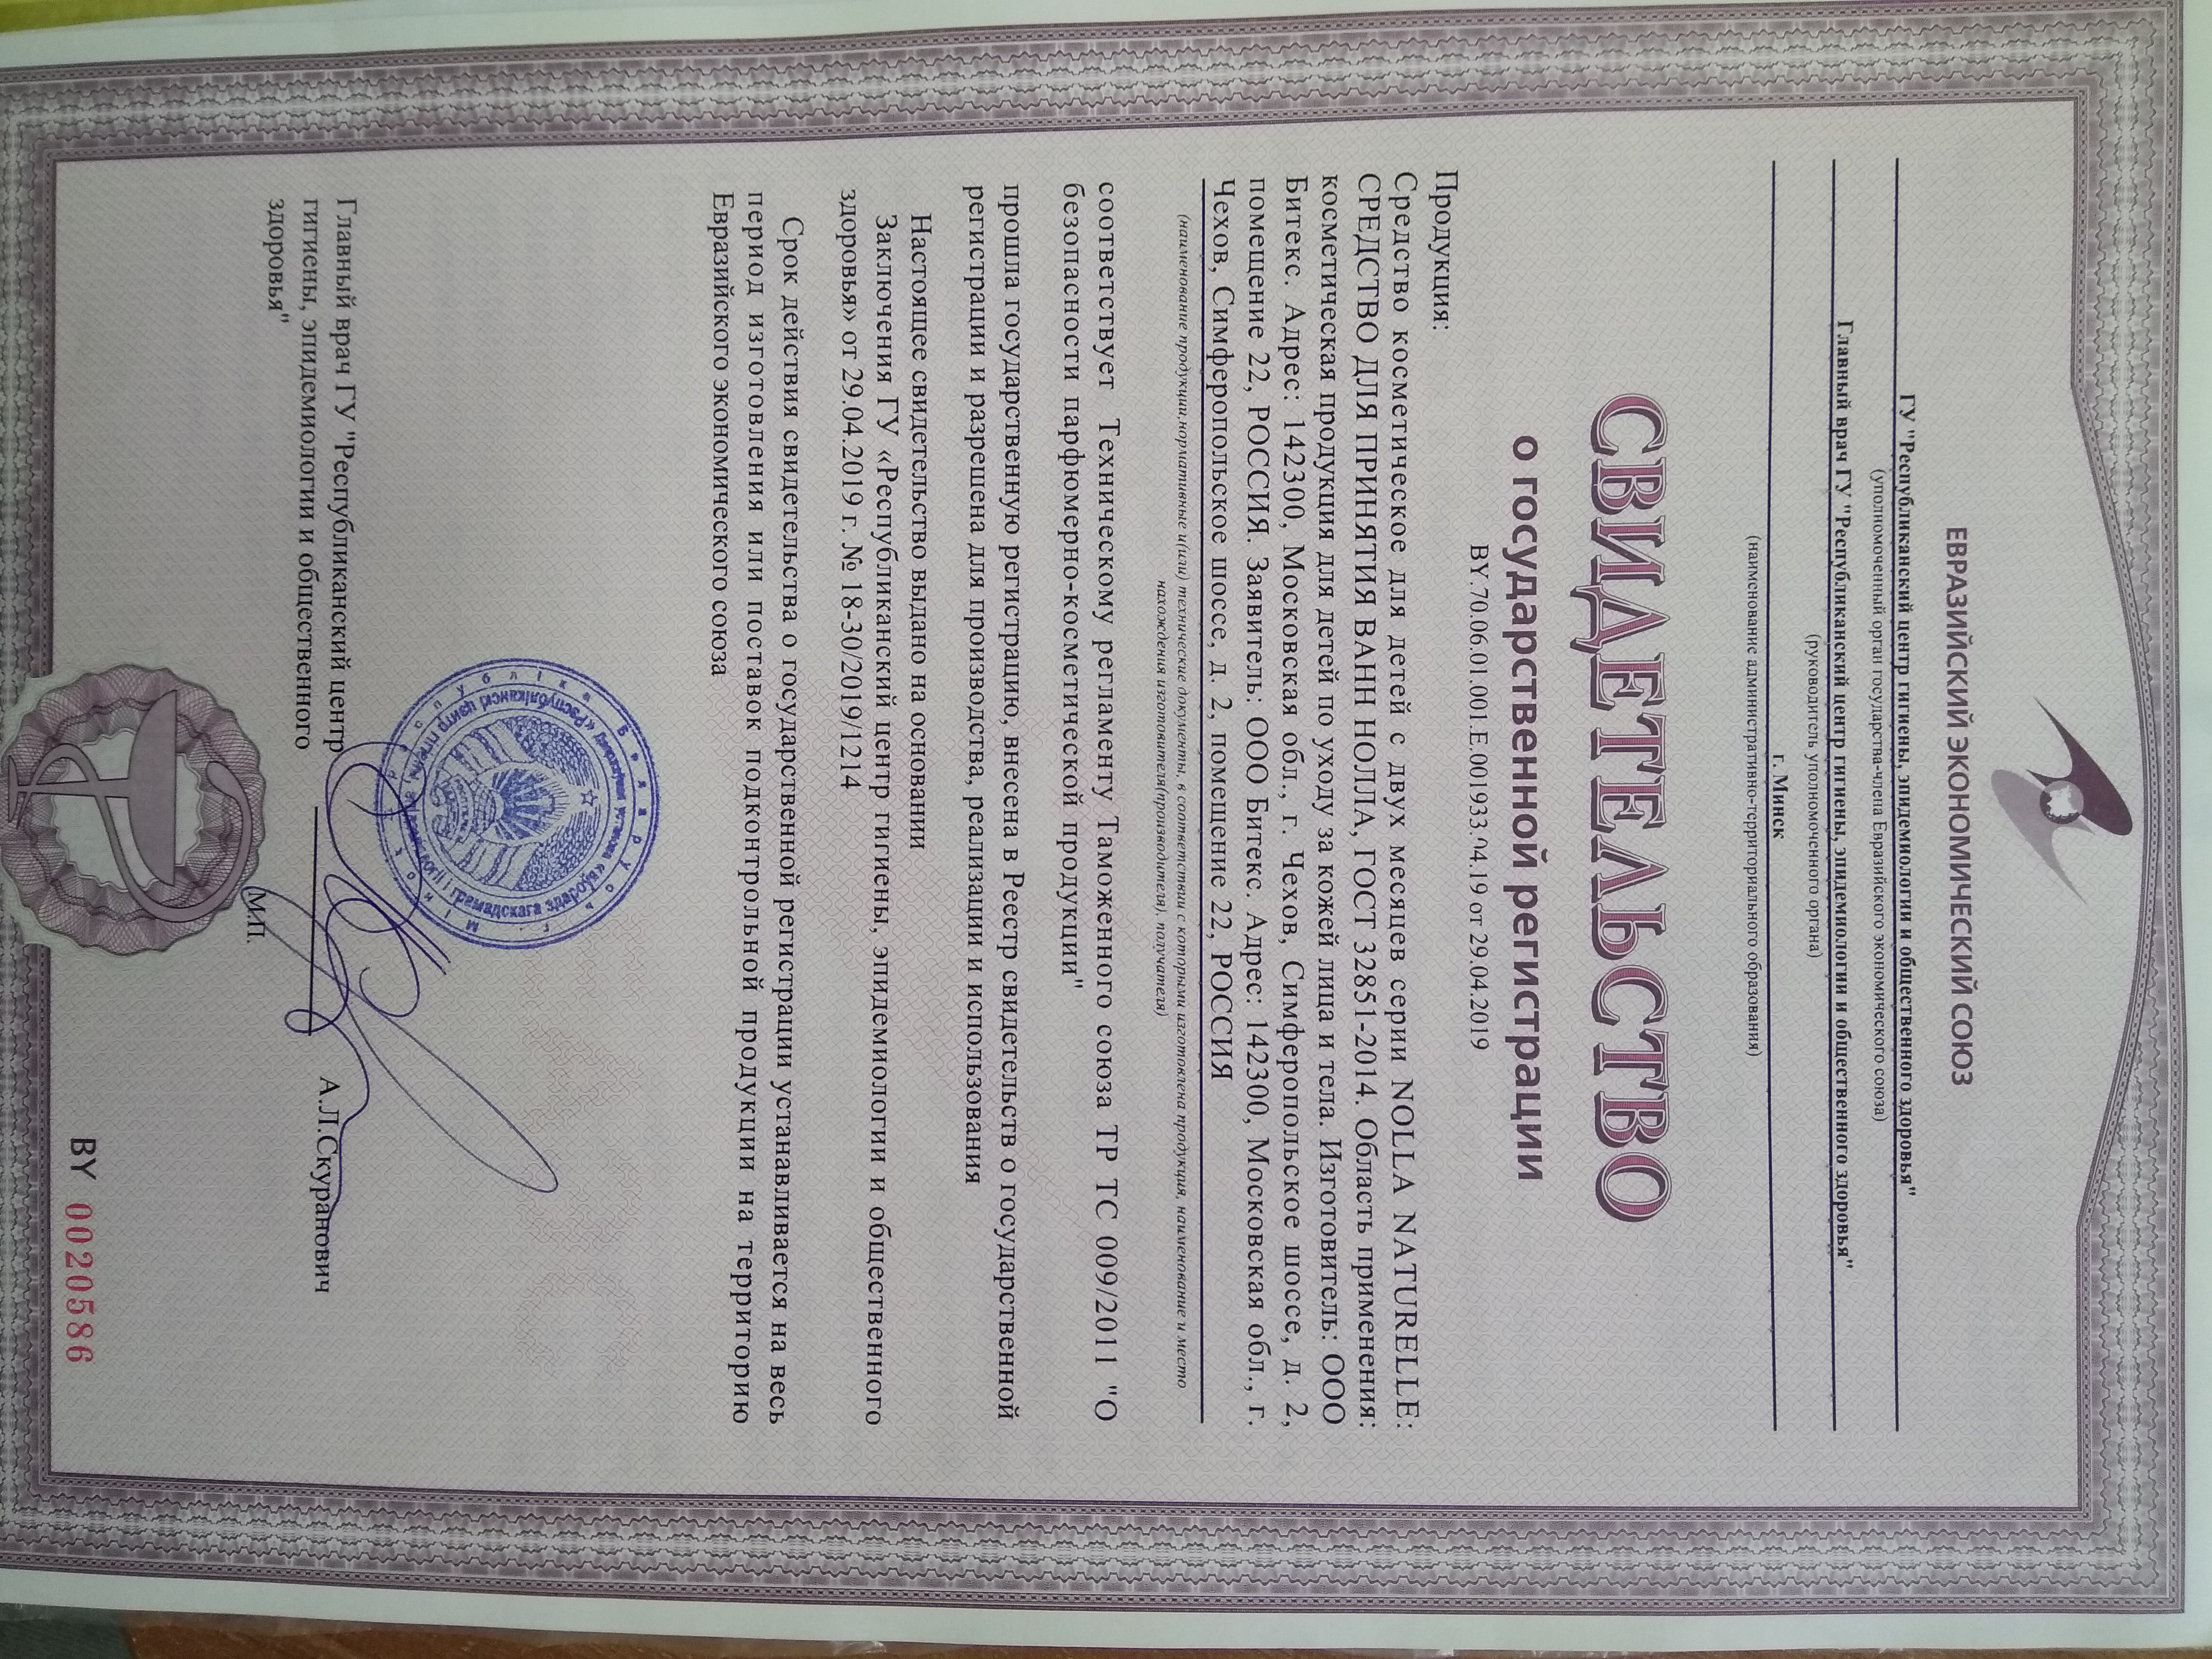 ЕВРАЗИЙСКИЙ ЭКОНОМИЧЕСКИЙ СОЮЗ
ГУ "Республиканский центр гигиены, эпидемиологии и общественного здоровья"
(уполномоченный орган государства-члена Евразийского экономического союза)
Главный врач ГУ "Республиканский центр гигиены, эпидемиологии и общественного здоровья"
(руководитель уполномоченного органа)
г. Минск
(наименование административно-территориального образования)
СВИДЕТЕЛЬСТВО
о государственной регистрации
BY.70.06.01.001.E.001933.04.19 от 29.04.2019
Продукция:
Средство косметическое для детей с двух месяцев серии NOLLA NATURELLE:
СРЕДСТВО ДЛЯ ПРИНЯТИЯ ВАНН НОЛЛА, ГОСТ 32851-2014. Область применения:
косметическая продукция для детей по уходу за кожей лица и тела. Изготовитель: ООО
Битекс. Адрес: 142300, Московская обл., г. Чехов, Симферопольское шоссе, д. 2,
помещение 22, РОССИЯ. Заявитель: ООО Битекс. Адрес: 142300, Московская обл., г.
Чехов, Симферопольское шоссе, д. 2, помещение 22, РОССИЯ
(наименование продукции,нормативные и(или) технические документы, в соответствии с которыми изготовлена продукция, наименование и место
нахождения изготовителя(производителя), получателя)
соответствует Техническому регламенту Таможенного союза ТР ТС 009/2011 "О
безопасности парфюмерно-косметической продукции"
прошла государственную регистрацию, внесена в Реестр свидетельств о государственной
регистрации и разрешена для производства, реализации и использования
Настоящее свидетельство выдано на основании
Заключения ГУ «Республиканский центр гигиены, эпидемиологии и общественного
здоровья» от 29.04.2019 г. № 18-30/2019/1214
Срок действия свидетельства о государственной регистрации устанавливается на весь
период изготовления или поставок подконтрольной продукции на территорию
Евразийского экономического союза
Главный врач ГУ "Республиканский центр
гигиены, эпидемиологии и общественного
здоровья"
А.Л.Скуранович
М.П.
BY 00205586